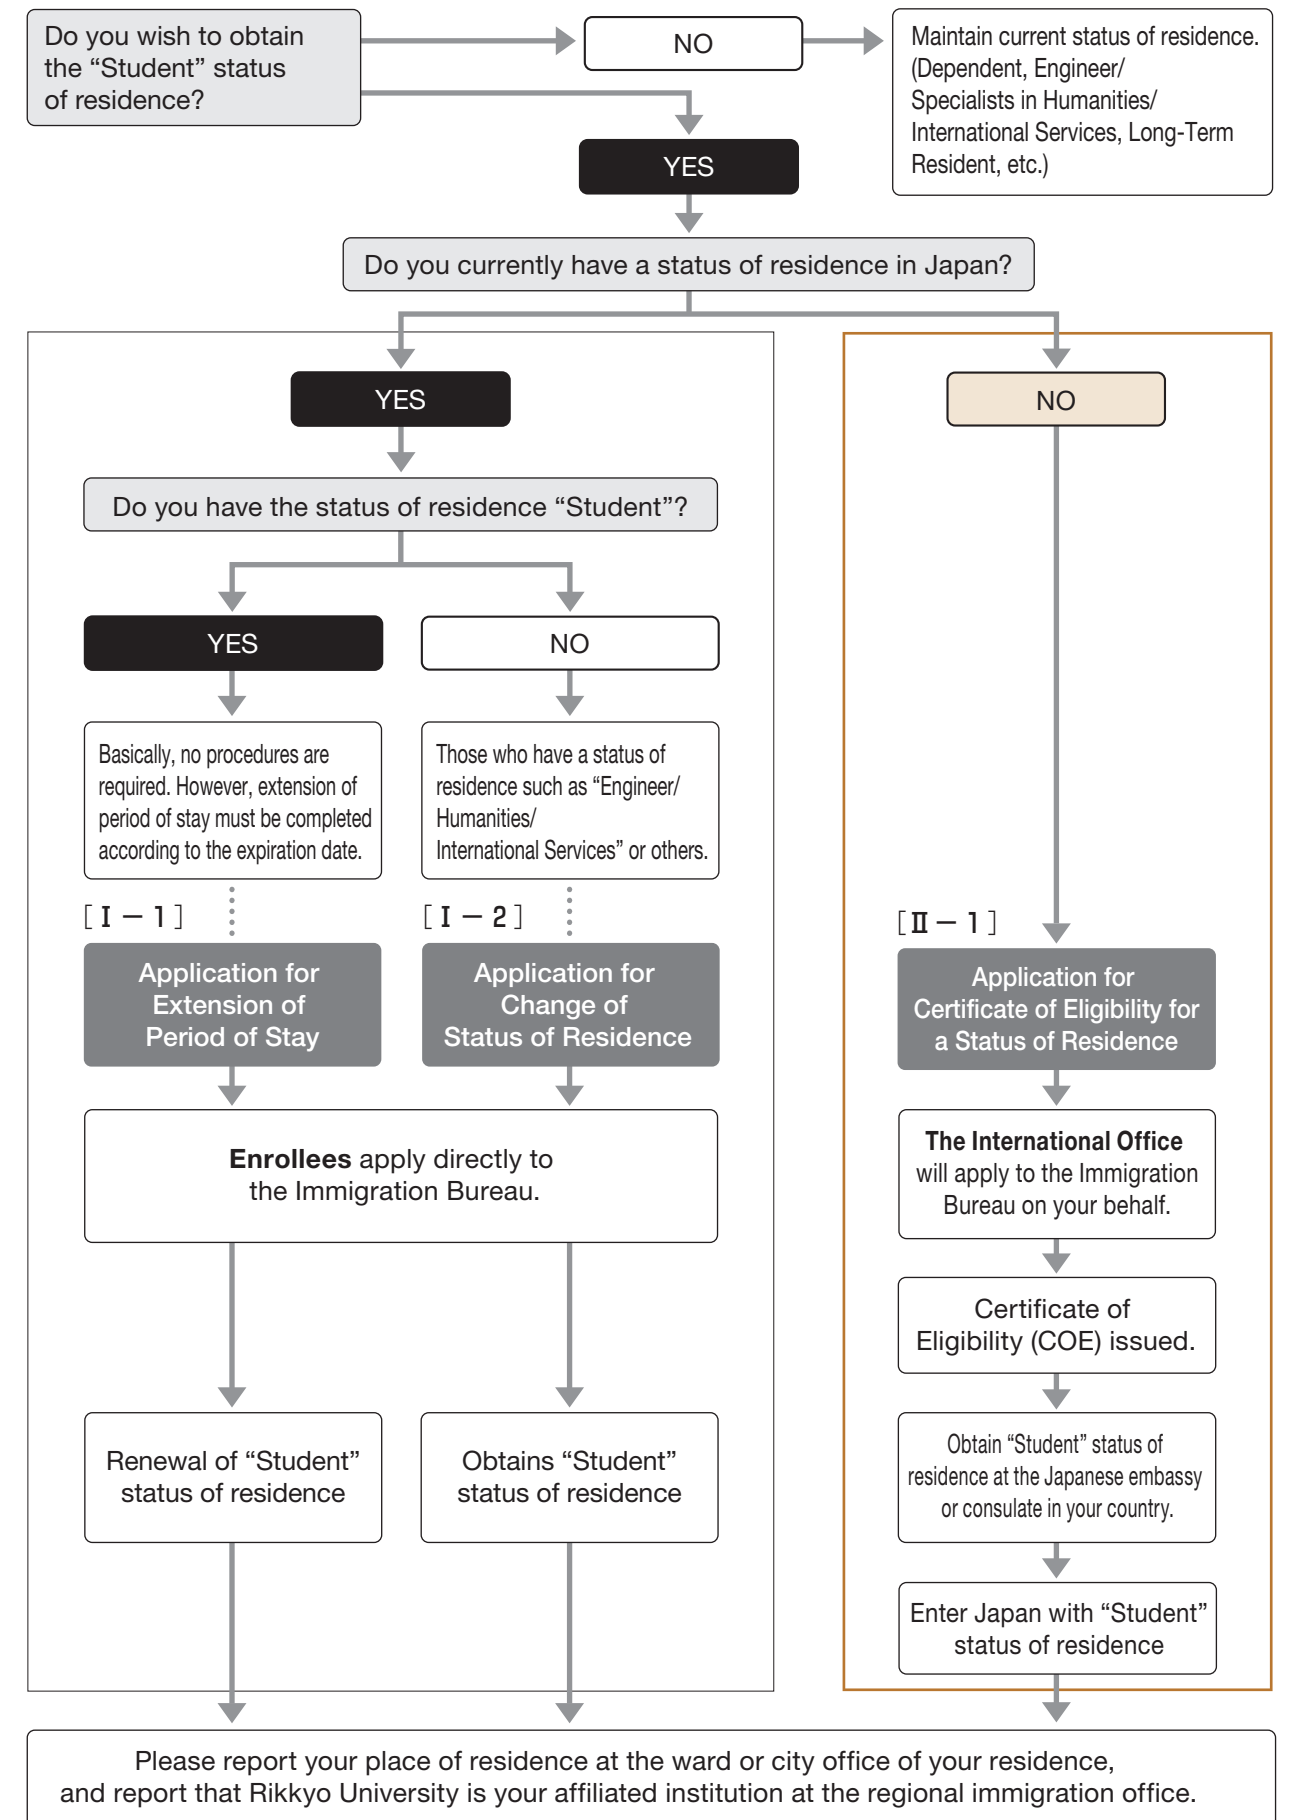 Do you wish to obtain
the “Student” status
of residence?
NO
Maintain current status of residence.
(Dependent, Engineer/
Specialists in Humanities/
International Services, Long-Term
Resident, etc.)
YES
Do you currently have a status of residence in Japan?
YES
NO
Do you have the status of residence “Student”?
YES
NO
Basically, no procedures are
required. However, extension of
period of stay must be completed
according to the expiration date.
Those who have a status of
residence such as “Engineer/
Humanities/
International Services” or others.
[ I − 1 ]
[ I − 2 ]
[ II − 1 ]
Application for
Extension of
Period of Stay
Application for
Change of
Status of Residence
Application for
Certificate of Eligibility for
a Status of Residence
Enrollees apply directly to
the Immigration Bureau.
The International Office
will apply to the Immigration
Bureau on your behalf.
Certificate of
Eligibility (COE) issued.
Renewal of “Student”
status of residence
Obtains “Student”
status of residence
Obtain “Student” status of
residence at the Japanese embassy
or consulate in your country.
Enter Japan with “Student”
status of residence
Please report your place of residence at the ward or city office of your residence,
and report that Rikkyo University is your affiliated institution at the regional immigration office.